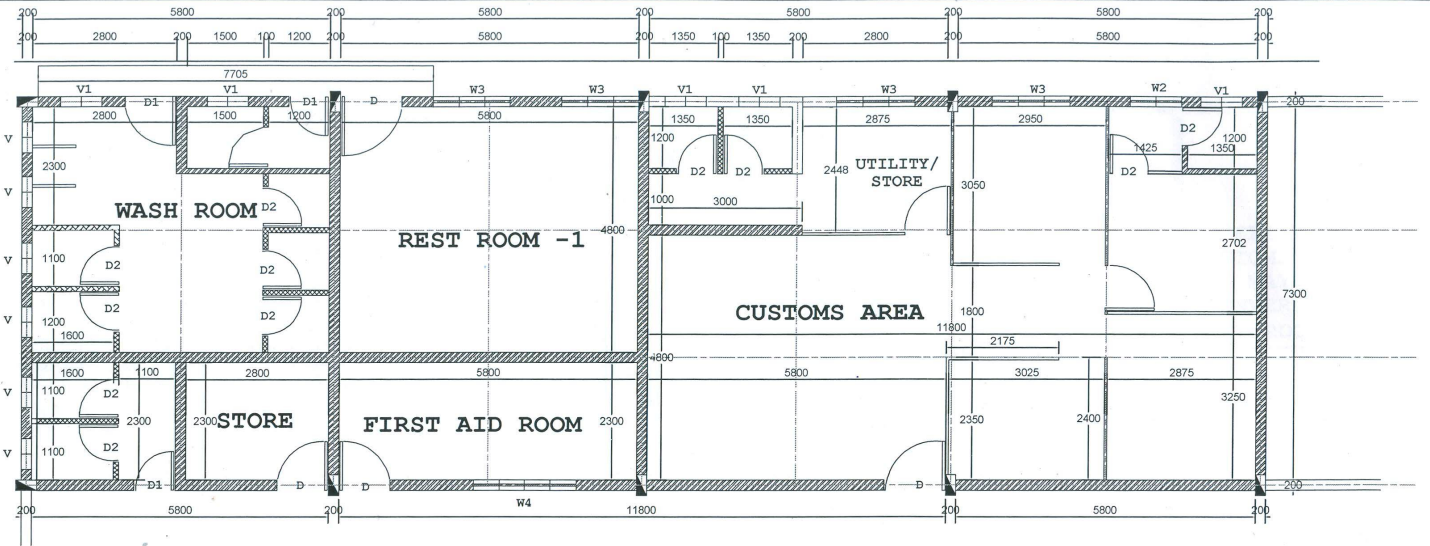 200 5800 200 5800 200 5800 200 5800 200
200 2800 200 1500 100 1200 200 5800 200 1350 100 1350 200 2800 200 5800 200
7705
V1 D1 V1 D1 D W3 W3 V1 V1 W3 W3 W2 V1
200
2800 1500 1200 5800 1350 1350 2875 2950
V 2300 1200 D2 1200
1425 1350
2448 UTILITY/
STORE
D2 D2 3050 D2
V
1000 3000
WASH ROOM D2
REST ROOM -1 4800 2702
V 1100 D2 D2
7300
V 1200 D2 D2 CUSTOMS AREA 1800
11800
1600 2175
4800
1600 1100 2800 5800 5800 3025 2875
V 1100 D2 3250
2300 2300 STORE FIRST AID ROOM 2300 2350 2400
V 1100 D2
D1 D D D 200
W4
200 5800 200 11800 200 5800 200